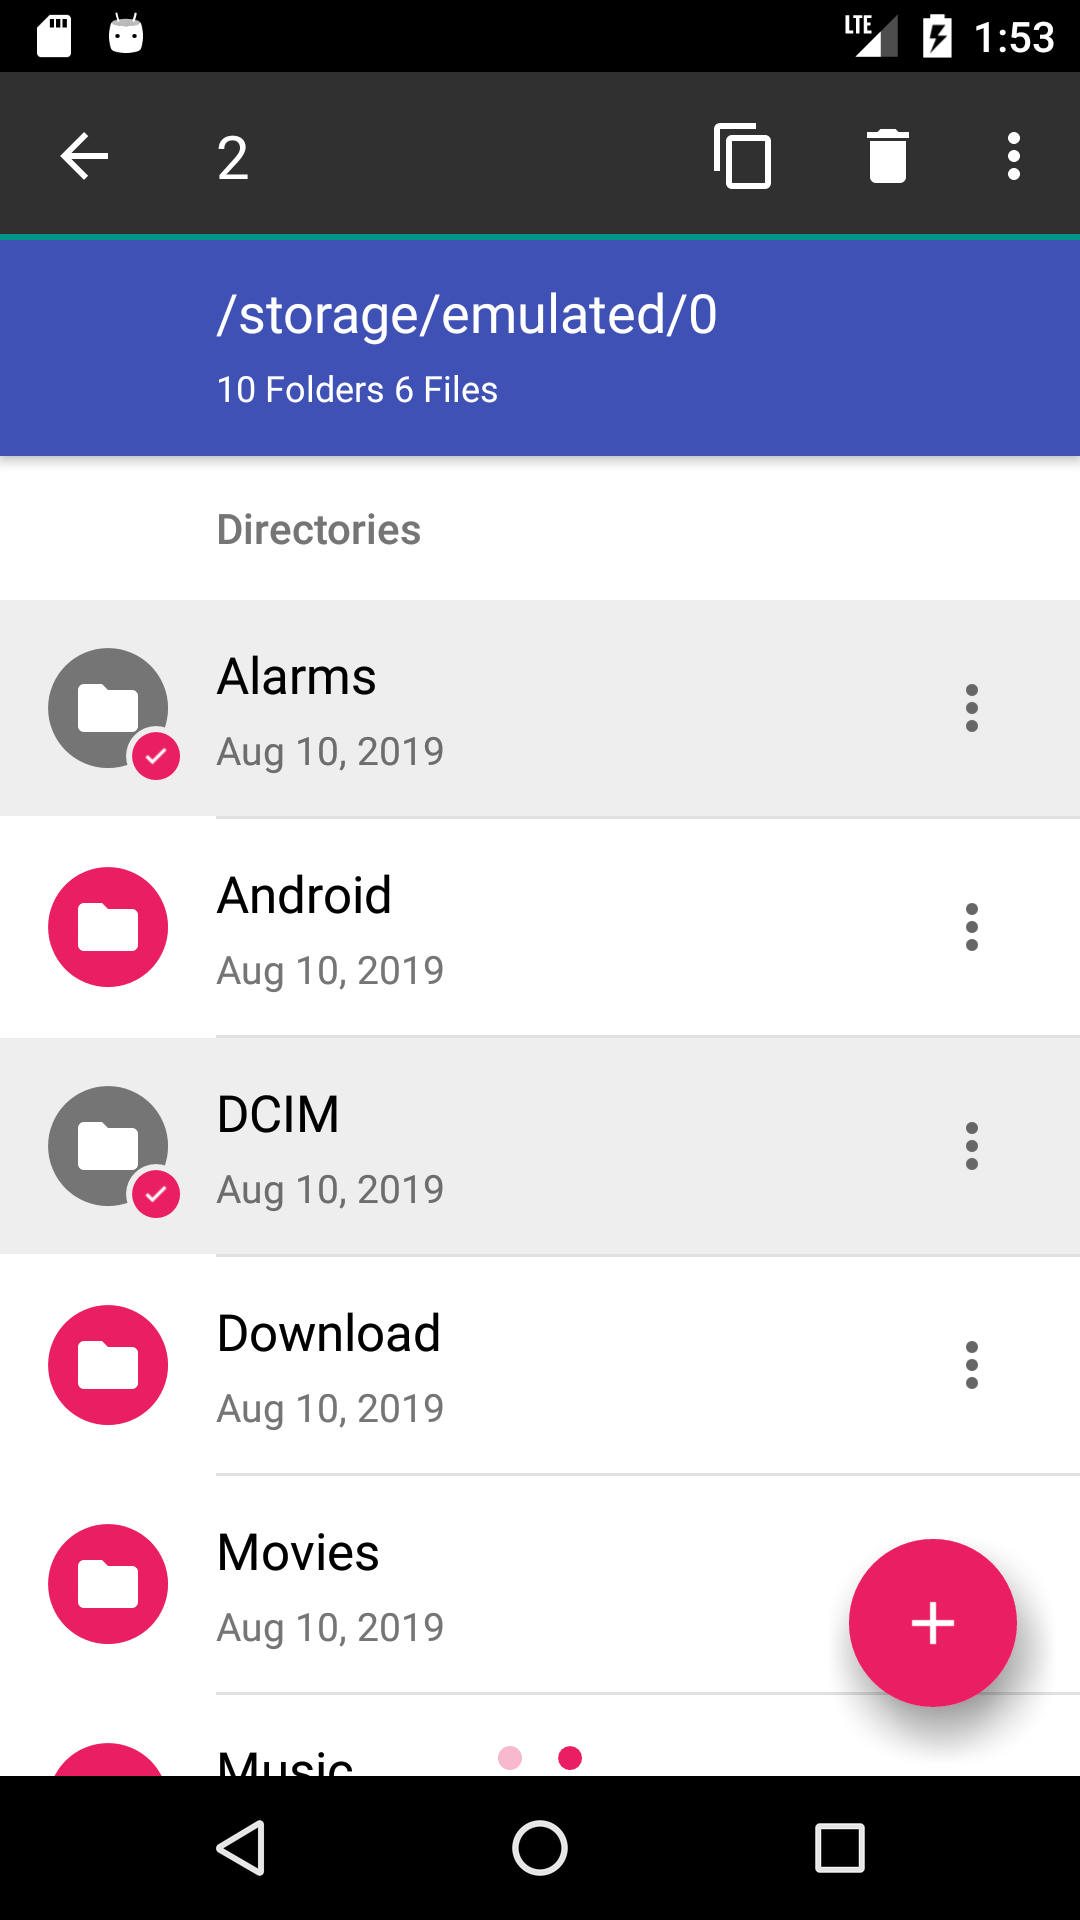 LTE 1:53
2
/storage/emulated/0
10 Folders 6 Files
Directories
Alarms
Aug 10, 2019
Android
Aug 10, 2019
DCIM
Aug 10, 2019
Download
Aug 10, 2019
Movies
Aug 10, 2019
Music